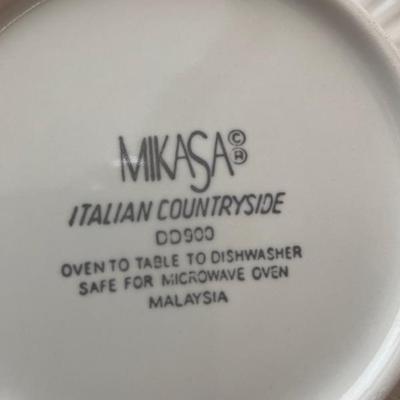 MIKASA © ®
ITALIAN COUNTRYSIDE
DD900
OVEN TO TABLE TO DISHWASHER
SAFE FOR MICROWAVE OVEN
MALAYSIA